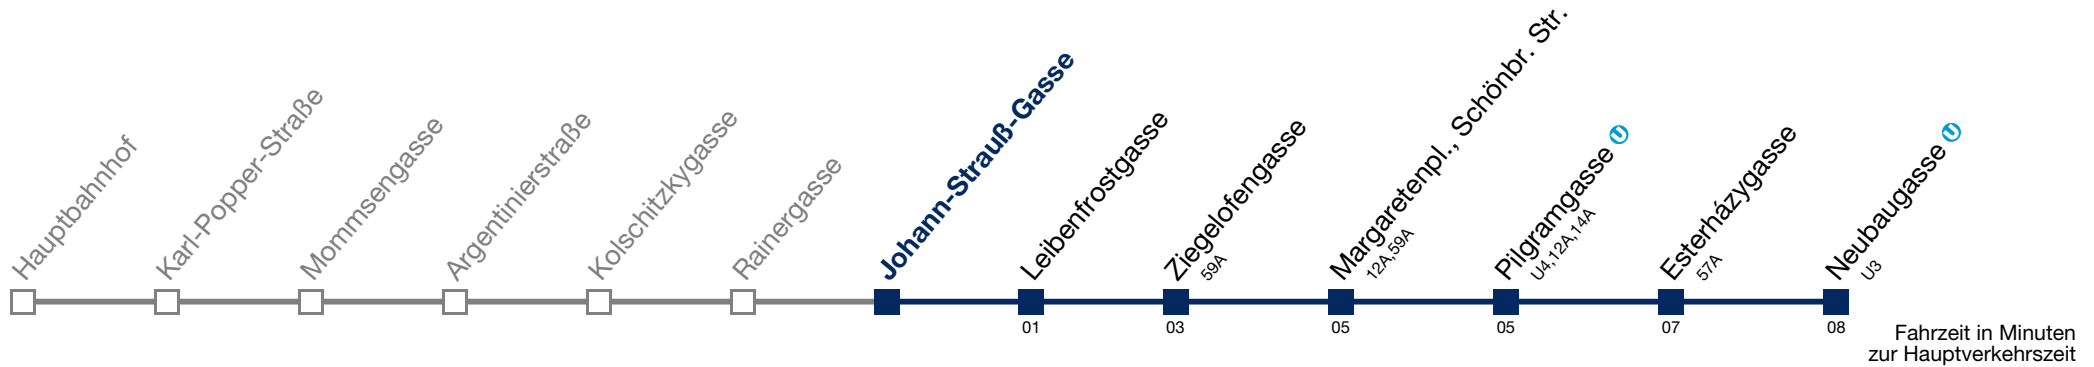 Hauptbahnhof
Karl-Popper-Straße
Mommsengasse
Argentinierstraße
Kolschitzkygasse
Rainergasse
Johann-Strauß-Gasse
Leibenfrostgasse
01
Ziegelofengasse
59A
03
Margaretenpl., Schönbr. Str.
12A,59A
05
Pilgramgasse U
U4,12A,14A
05
Esterházygasse
57A
07
Neubaugasse U
U3
08
Fahrzeit in Minuten
zur Hauptverkehrszeit